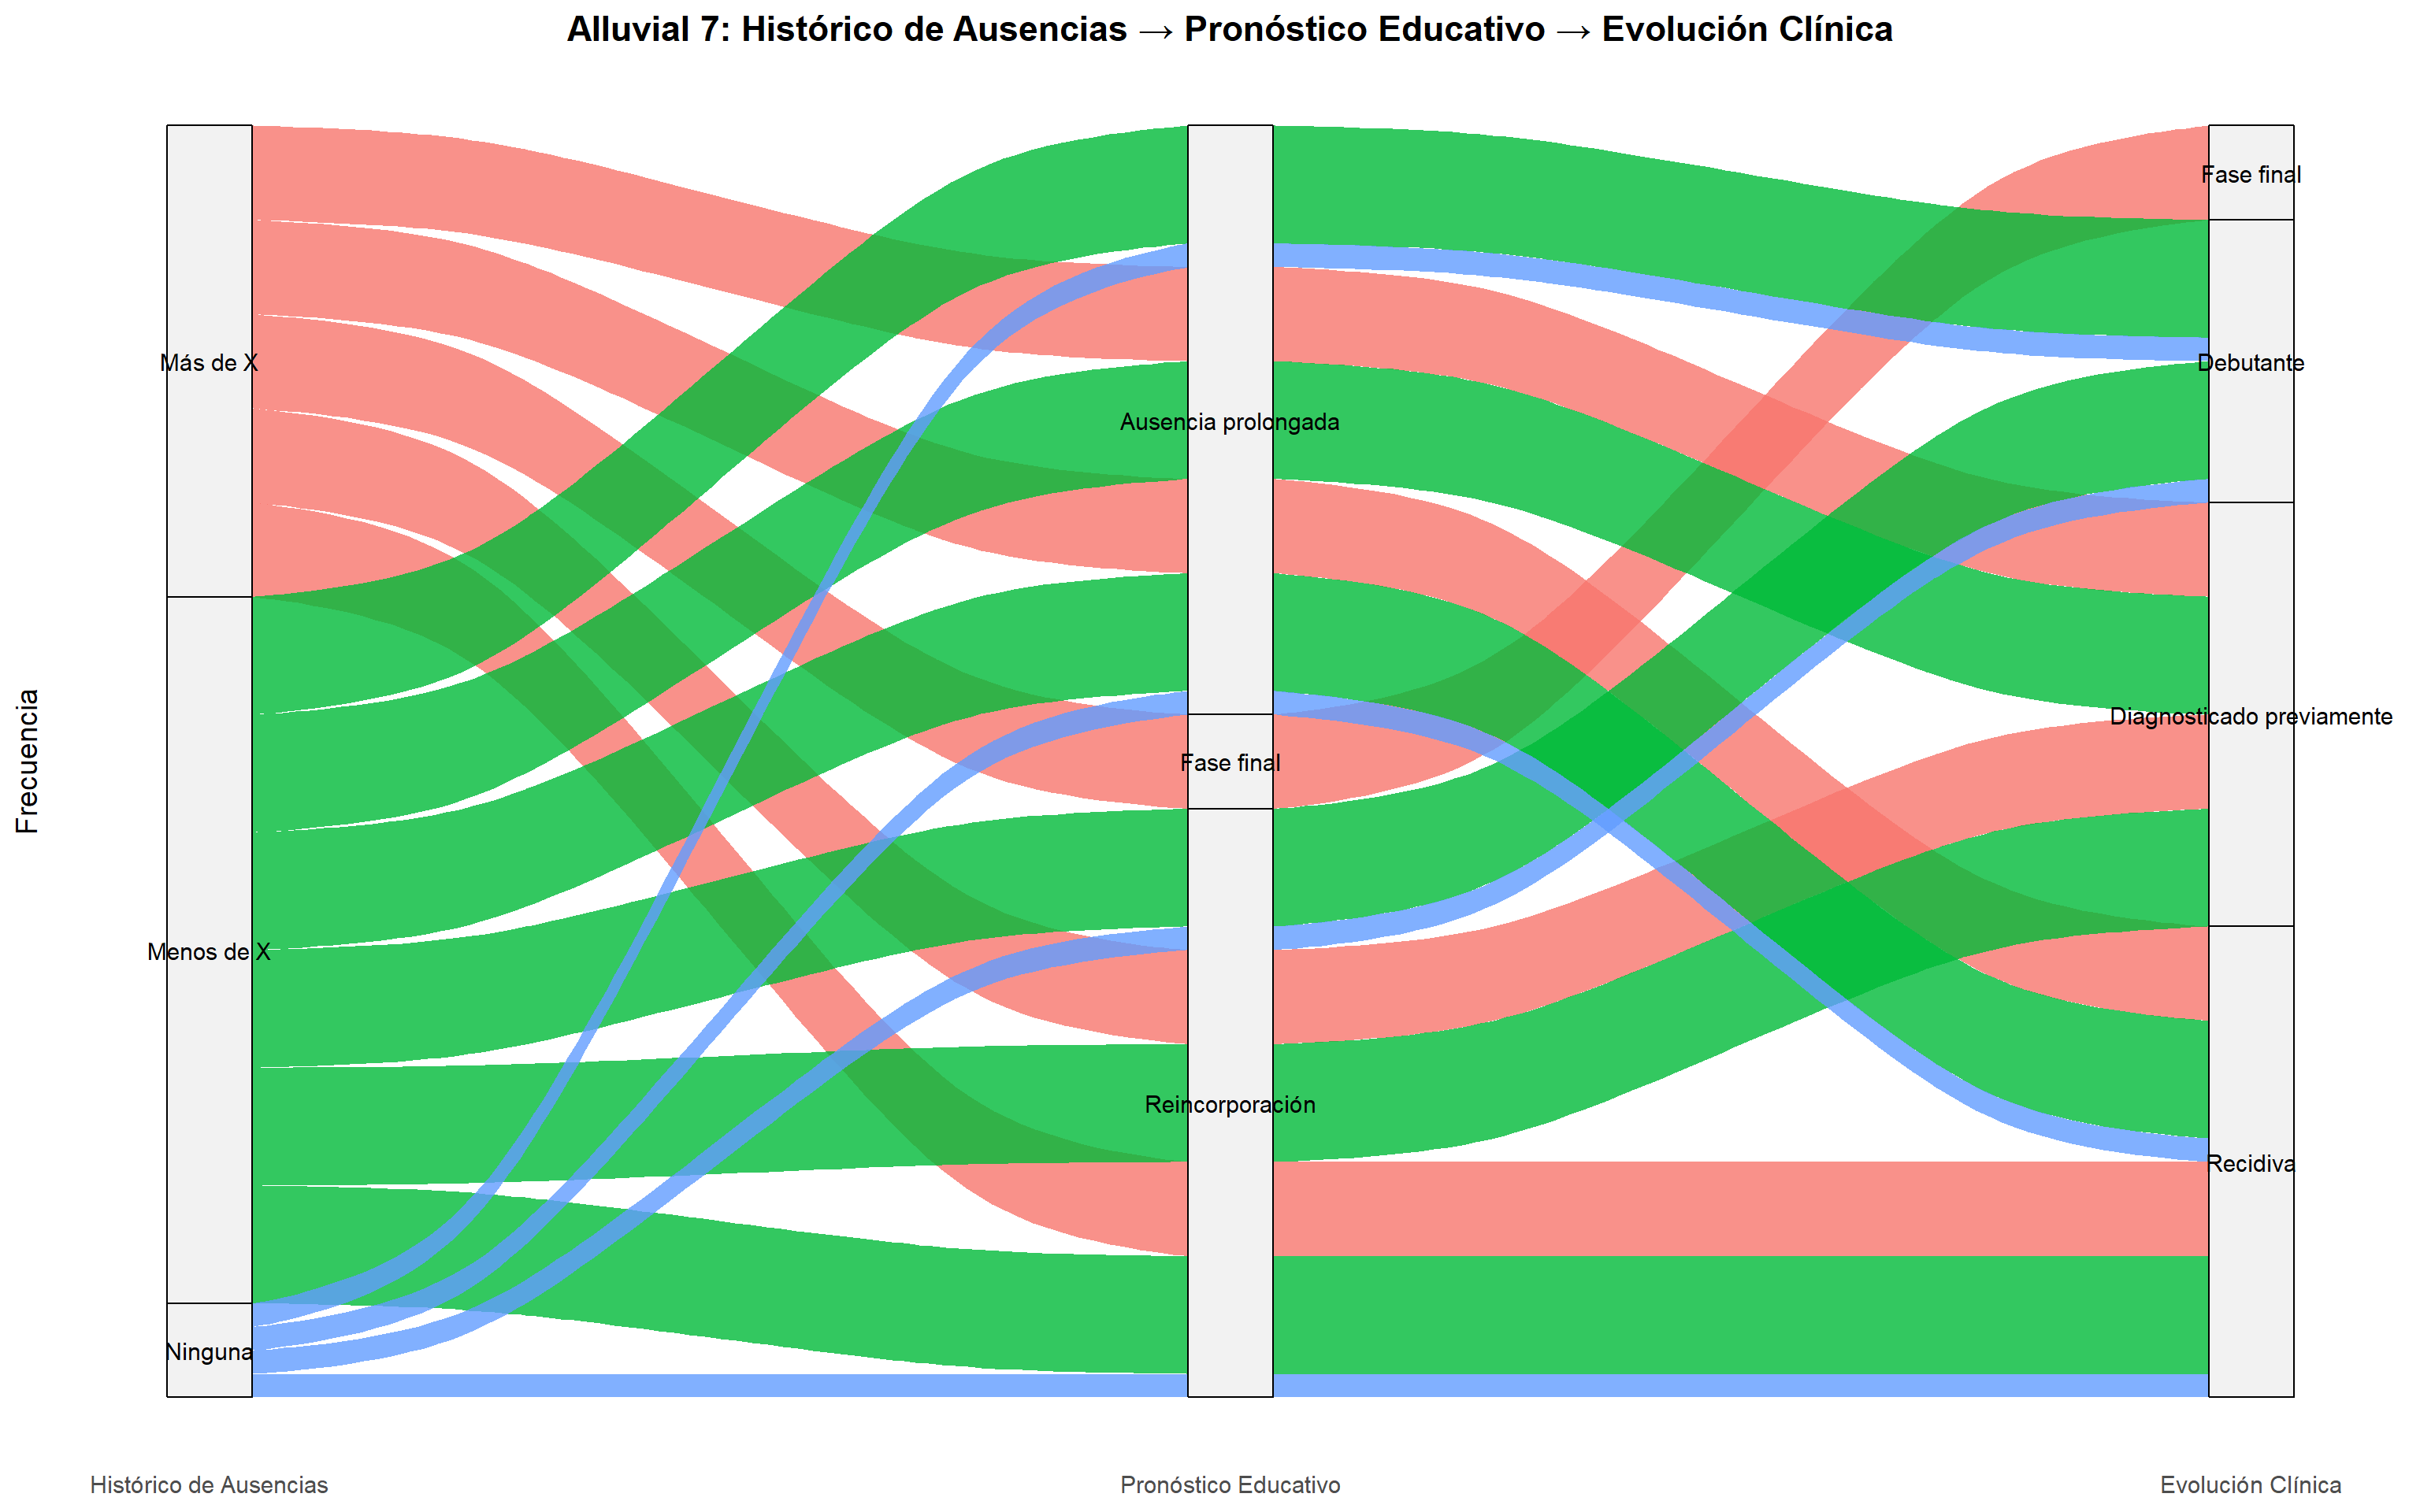 Alluvial 7: Histórico de Ausencias → Pronóstico Educativo → Evolución Clínica
Frecuencia
Más de X
Menos de X
Ninguna
Ausencia prolongada
Fase final
Reincorporación
Fase final
Debutante
Diagnosticado previamente
Recidiva
Histórico de Ausencias
Pronóstico Educativo
Evolución Clínica